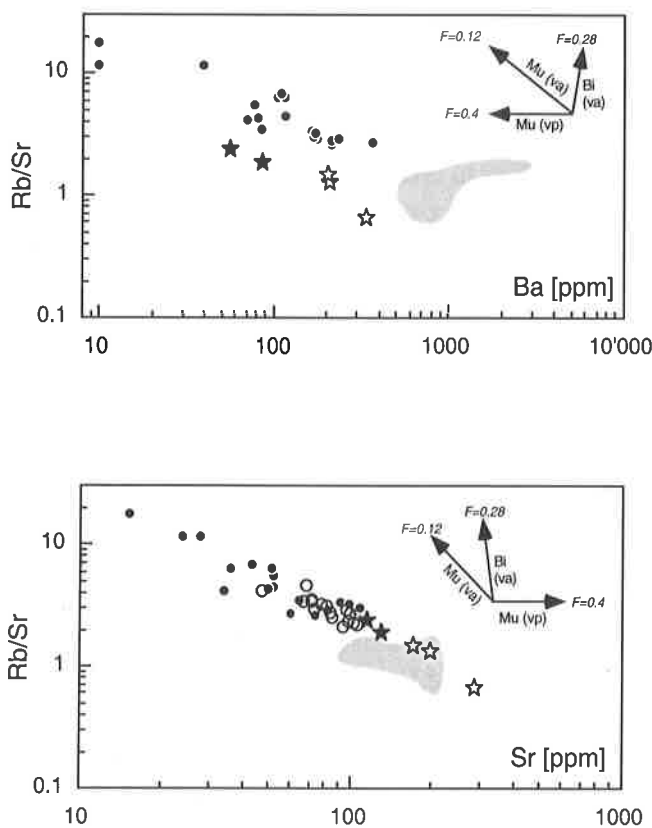 F=0.12
F=0.28
10
Mu (va)
Bi
(va)
F=0.4
Mu (vp)
Rb/Sr
1
Ba [ppm]
0.1
10
100
1000
10'000
F=0.28
F=0.12
10
Mu (va)
Bi
(va)
F=0.4
Mu (vp)
Rb/Sr
1
Sr [ppm]
0.1
10
100
1000